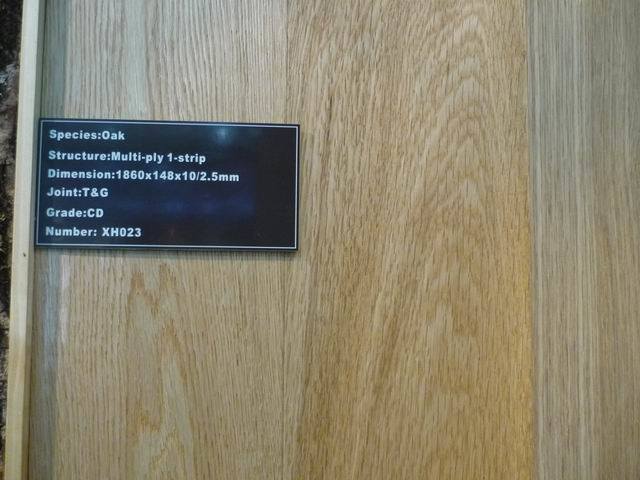 Species:Oak
Structure:Multi-ply 1-strip
Dimension:1860x148x10/2.5mm
Joint:T&G
Grade:CD
Number: XH023